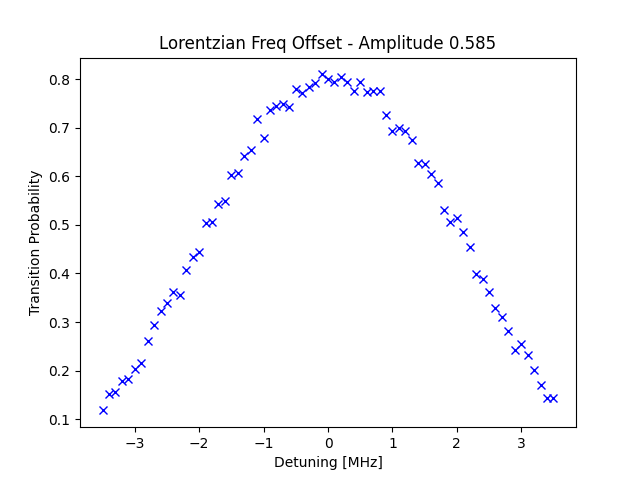 Lorentzian Freq Offset - Amplitude 0.585
0.8
0.7
0.6
0.5
0.4
0.3
0.2
0.1
Transition Probability
−3 −2 −1 0 1 2 3
Detuning [MHz]